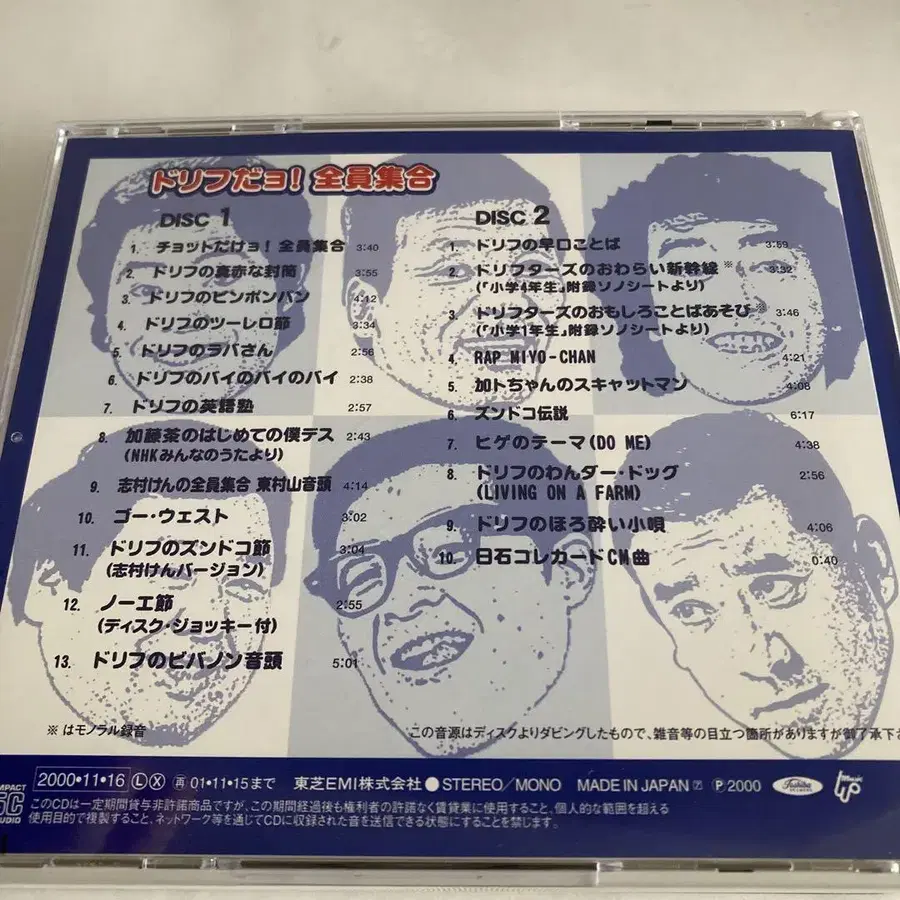 ドリフだョ! 全員集合
DISC 1
1. チョットだけョ! 全員集合 3:40
2. ドリフの真赤な封筒 3:55
3. ドリフのピンポンパン 4:12
4. ドリフのツーレロ節 3:34
5. ドリフのラバさん 2:56
6. ドリフのバイのバイのバイ 2:38
7. ドリフの英語塾 2:57
8. 加藤茶のはじめての僕デス 2:43
(NHKみんなのうたより)
9. 志村けんの全員集合 東村山音頭 4:14
10. ゴー・ウェスト 3:02
11. ドリフのズンドコ節 3:04
(志村けんバージョン)
12. ノーエ節 2:55
(ディスク・ジョッキー付)
13. ドリフのビバノン音頭 5:01
DISC 2
1. ドリフの早口ことば 3:59
2. ドリフターズのおわらい新幹線※ 3:32
(「小学4年生」附録ソノシートより)
3. ドリフターズのおもしろことばあそび※ 3:46
(「小学1年生」附録ソノシートより)
4. RAP MIYO-CHAN 4:21
5. 加トちゃんのスキャットマン 4:08
6. ズンドコ伝説 6:17
7. ヒゲのテーマ(DO ME) 4:38
8. ドリフのわんダー・ドッグ 2:56
(LIVING ON A FARM)
9. ドリフのほろ酔い小唄 4:06
10. 日石コレカードCM曲 0:40
※はモノラル録音
この音源はディスクよりダビングしたもので、雑音等の目立つ箇所がありますが御了承下さ
2000・11・16 L X 再 01・11・15まで 東芝EMI株式会社 ● STEREO/MONO MADE IN JAPAN Ⓟ2000 Toshiba
このCDは一定期間貸与非許諾商品ですが、この期間経過後も権利者の許諾なく賃貸業に使用すること、個人的な範囲を超える
使用目的で複製すること、ネットワーク等を通じてCDに収録された音を送信できる状態にすることを禁じます。